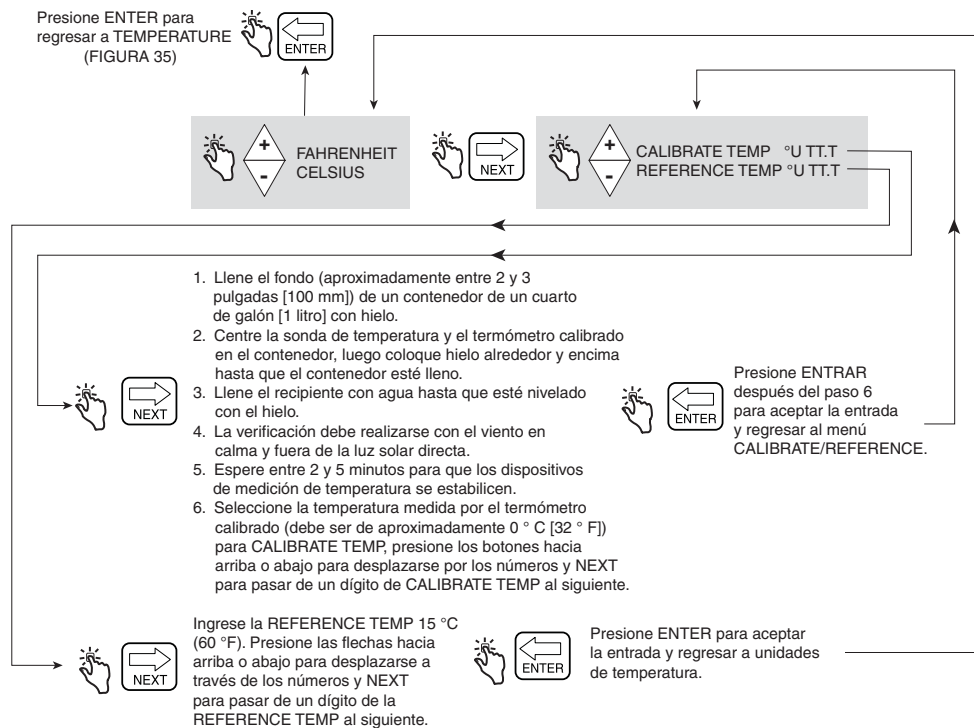 Presione ENTER para
regresar a TEMPERATURE
(FIGURA 35)
ENTER
+
-
FAHRENHEIT
CELSIUS
NEXT
+
-
CALIBRATE TEMP °U TT.T
REFERENCE TEMP °U TT.T
1. Llene el fondo (aproximadamente entre 2 y 3
pulgadas [100 mm]) de un contenedor de un cuarto
de galón [1 litro] con hielo.
2. Centre la sonda de temperatura y el termómetro calibrado
en el contenedor, luego coloque hielo alrededor y encima
hasta que el contenedor esté lleno.
3. Llene el recipiente con agua hasta que esté nivelado
con el hielo.
4. La verificación debe realizarse con el viento en
calma y fuera de la luz solar directa.
5. Espere entre 2 y 5 minutos para que los dispositivos
de medición de temperatura se estabilicen.
6. Seleccione la temperatura medida por el termómetro
calibrado (debe ser de aproximadamente 0 ° C [32 ° F])
para CALIBRATE TEMP, presione los botones hacia
arriba o abajo para desplazarse por los números y NEXT
para pasar de un dígito de CALIBRATE TEMP al siguiente.
NEXT
ENTER
Presione ENTRAR
después del paso 6
para aceptar la entrada
y regresar al menú
CALIBRATE/REFERENCE.
NEXT
Ingrese la REFERENCE TEMP 15 °C
(60 °F). Presione las flechas hacia
arriba o abajo para desplazarse a
través de los números y NEXT
para pasar de un dígito de la
REFERENCE TEMP al siguiente.
ENTER
Presione ENTER para aceptar
la entrada y regresar a unidades
de temperatura.